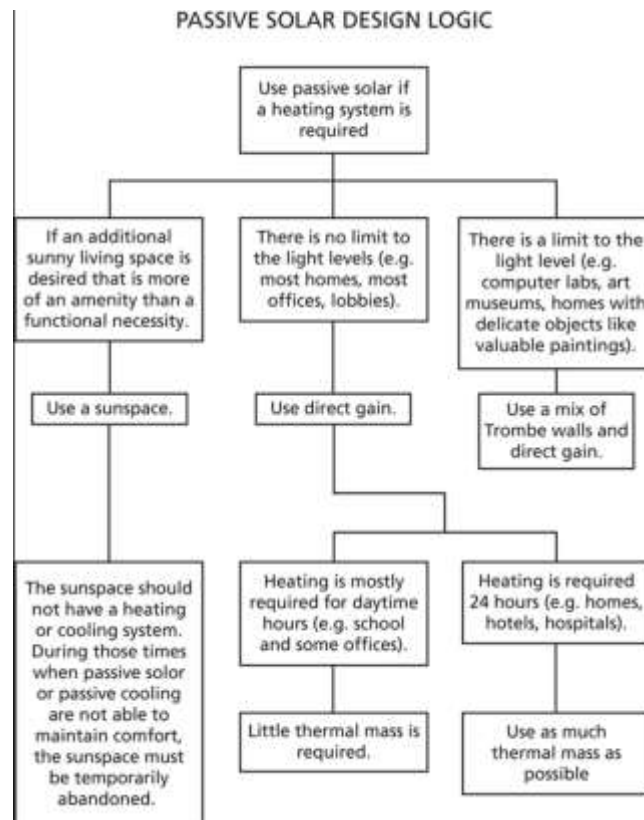 PASSIVE SOLAR DESIGN LOGIC
Use passive solar if
a heating system is
required
If an additional
sunny living space is
desired that is more
of an amenity than a
functional necessity.
There is no limit to
the light levels (e.g.
most homes, most
offices, lobbies).
There is a limit to the
light level (e.g.
computer labs, art
museums, homes with
delicate objects like
valuable paintings).
Use a sunspace.
Use direct gain.
Use a mix of
Trombe walls and
direct gain.
The sunspace should
not have a heating
or cooling system.
During those times
when passive solor
or passive cooling
are not able to
maintain comfort,
the sunspace must
be temporarily
abandoned.
Heating is mostly
required for daytime
hours (e.g. school
and some offices).
Heating is required
24 hours (e.g. homes,
hotels, hospitals).
Little thermal mass is
required.
Use as much
thermal mass as
possible